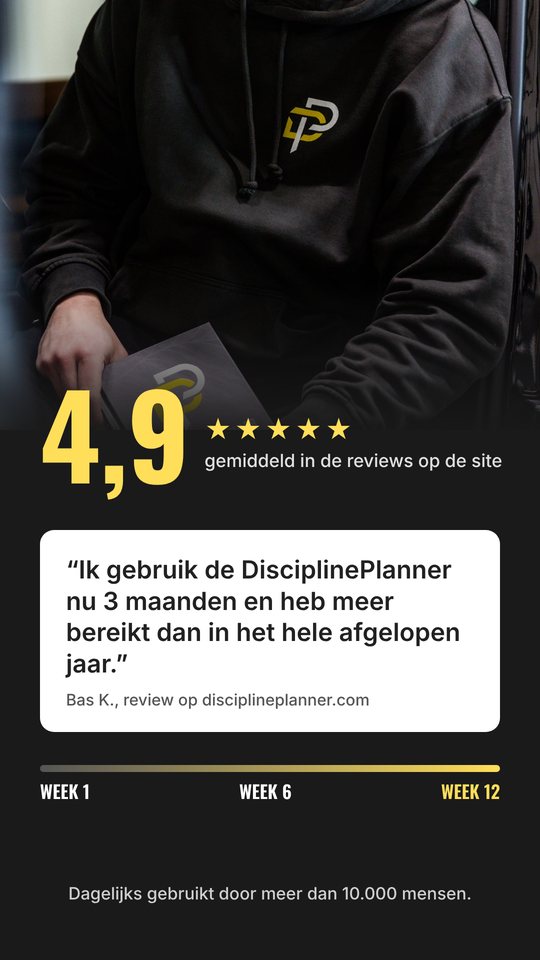 4,9
★★★★★
gemiddeld in de reviews op de site
“Ik gebruik de DisciplinePlanner
nu 3 maanden en heb meer
bereikt dan in het hele afgelopen
jaar.”
Bas K., review op disciplineplanner.com
WEEK 1 WEEK 6 WEEK 12
Dagelijks gebruikt door meer dan 10.000 mensen.